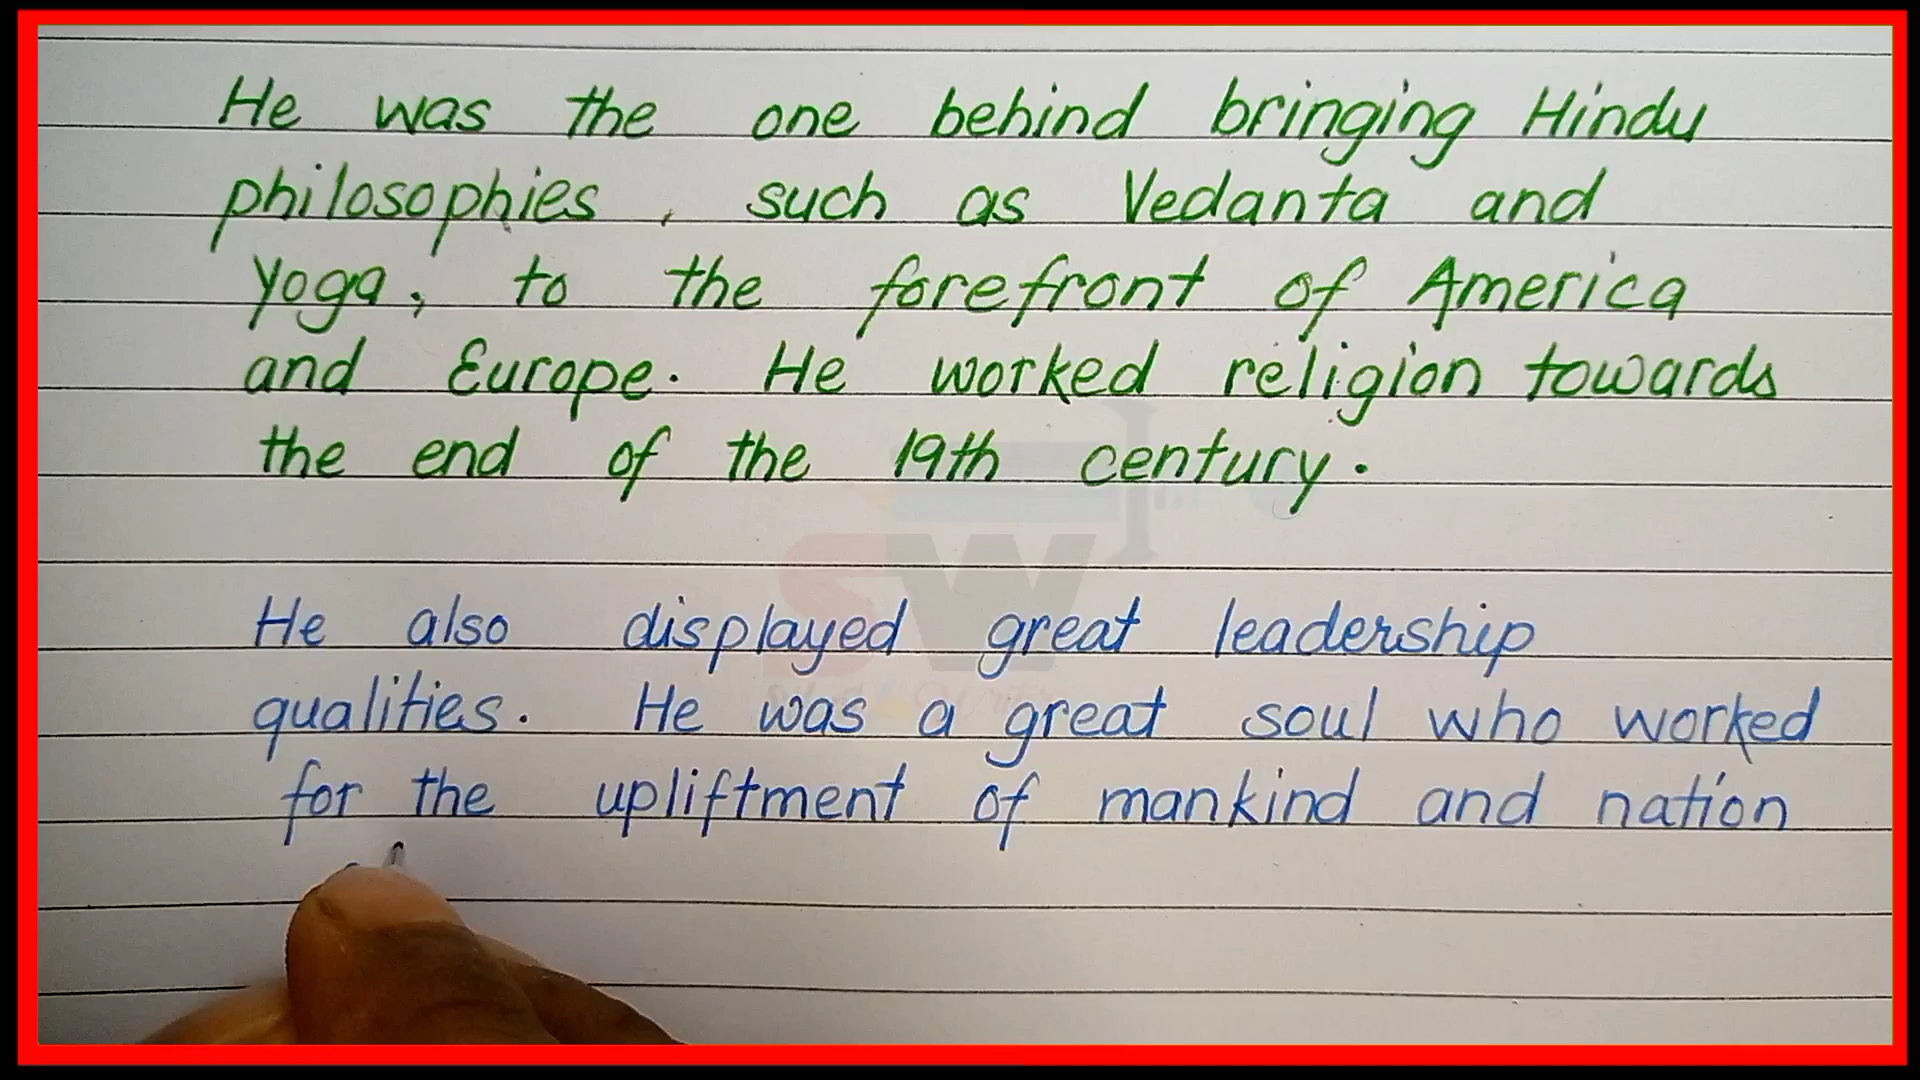 He was the one behind bringing Hindu
philosophies, such as Vedanta and
Yoga, to the forefront of America
and Europe. He worked religion towards
the end of the 19th century.
He also displayed great leadership
qualities. He was a great soul who worked
for the upliftment of mankind and nation
SW